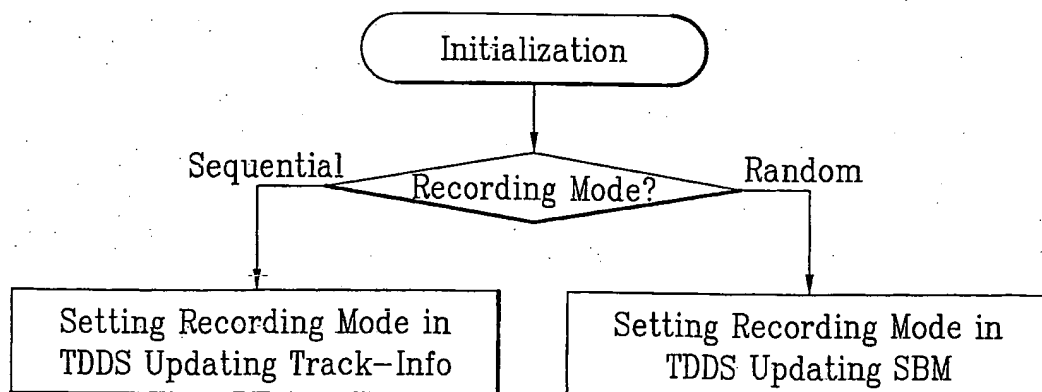 Initialization
Sequential
Recording Mode?
Random
Setting Recording Mode in
TDDS Updating Track-Info
Setting Recording Mode in
TDDS Updating SBM